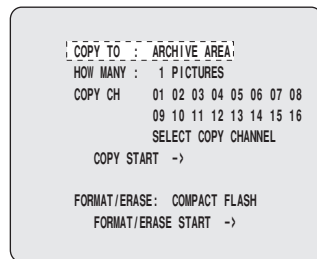 COPY TO : ARCHIVE AREA
HOW MANY : 1 PICTURES
COPY CH 01 02 03 04 05 06 07 08
09 10 11 12 13 14 15 16
SELECT COPY CHANNEL
COPY START ->
FORMAT/ERASE: COMPACT FLASH
FORMAT/ERASE START ->